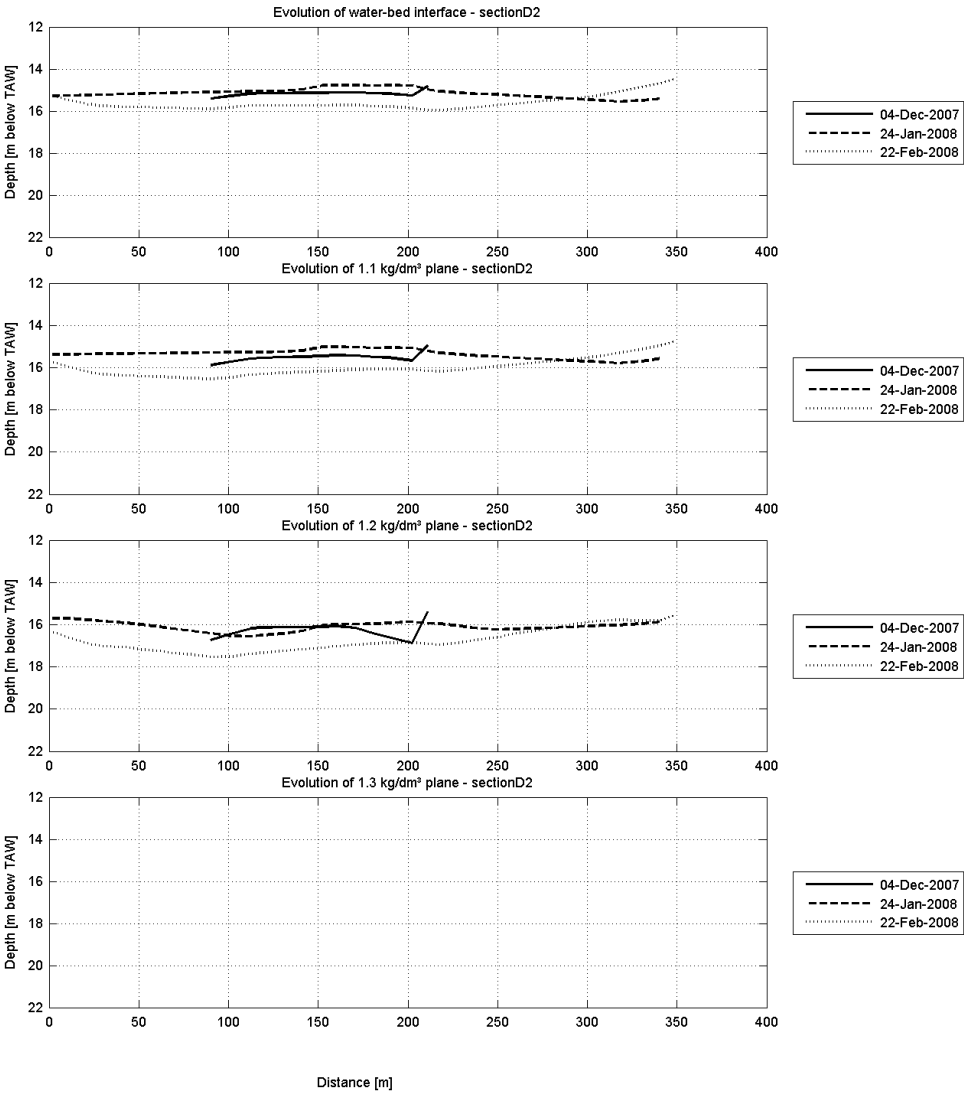 Evolution of water-bed interface - sectionD2
12
14
16
18
20
22
Depth [m below TAW]
0 50 100 150 200 250 300 350 400
04-Dec-2007
24-Jan-2008
22-Feb-2008
Evolution of 1.1 kg/dm³ plane - sectionD2
12
14
16
18
20
22
Depth [m below TAW]
0 50 100 150 200 250 300 350 400
04-Dec-2007
24-Jan-2008
22-Feb-2008
Evolution of 1.2 kg/dm³ plane - sectionD2
12
14
16
18
20
22
Depth [m below TAW]
0 50 100 150 200 250 300 350 400
04-Dec-2007
24-Jan-2008
22-Feb-2008
Evolution of 1.3 kg/dm³ plane - sectionD2
12
14
16
18
20
22
Depth [m below TAW]
0 50 100 150 200 250 300 350 400
04-Dec-2007
24-Jan-2008
22-Feb-2008
Distance [m]